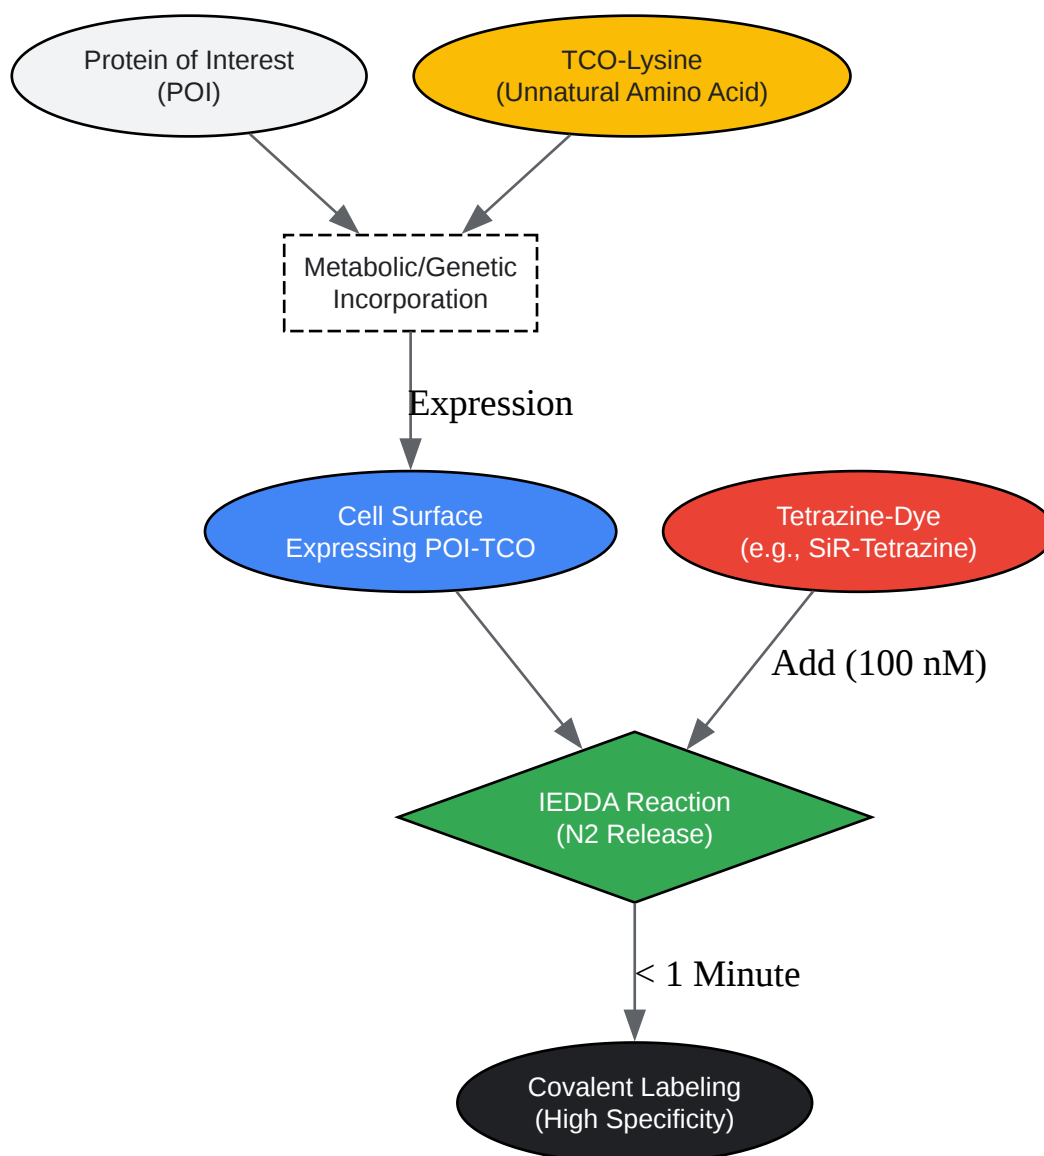 Protein of Interest
(POI)
TCO-Lysine
(Unnatural Amino Acid)
Metabolic/Genetic
Incorporation
Expression
Cell Surface
Expressing POI-TCO
Tetrazine-Dye
(e.g., SiR-Tetrazine)
Add (100 nM)
IEDDA Reaction
(N2 Release)
< 1 Minute
Covalent Labeling
(High Specificity)